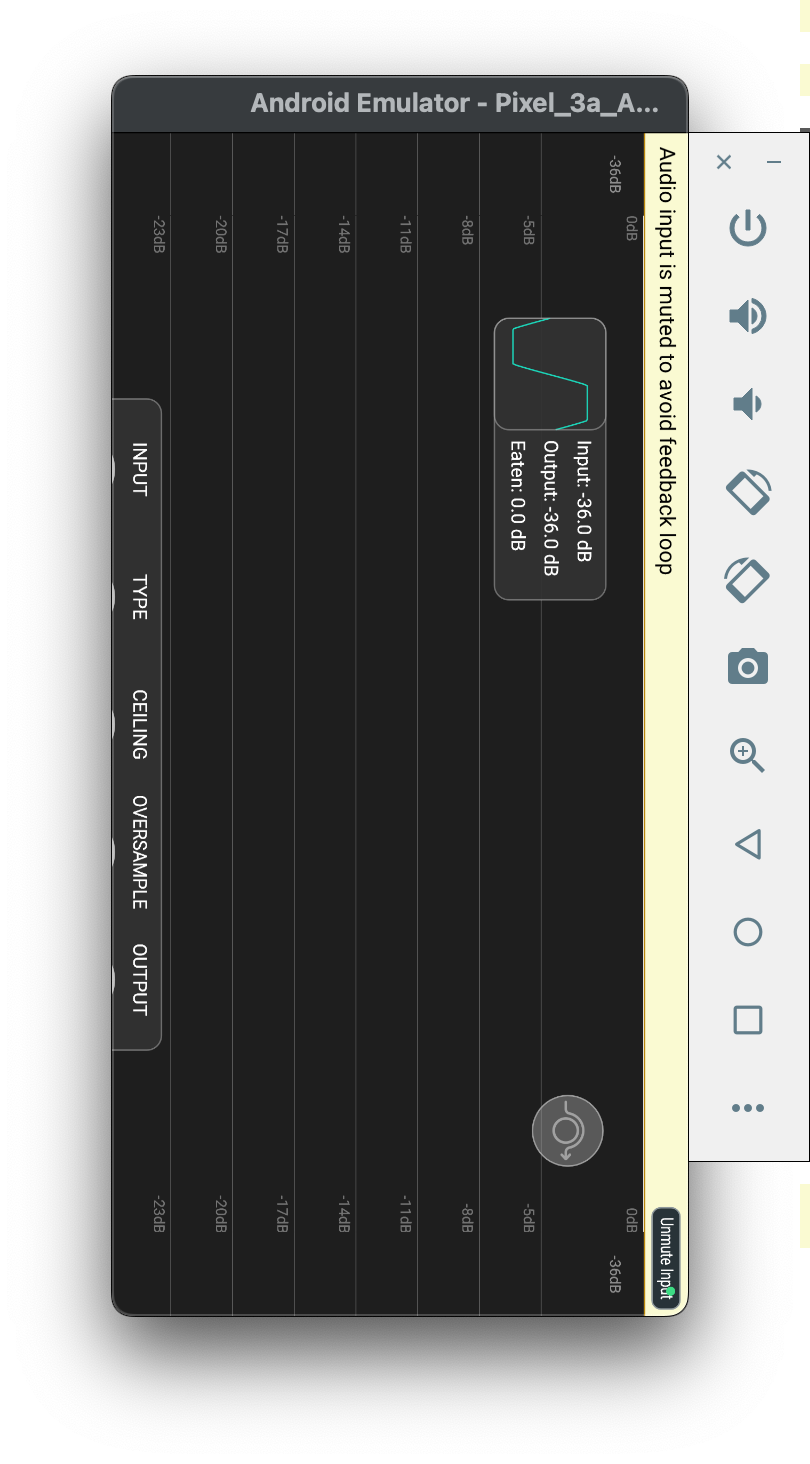 Android Emulator - Pixel_3a_A...
Audio input is muted to avoid feedback loop
Unmute Input
-36dB
-36dB
0dB
0dB
-5dB
-5dB
-8dB
-8dB
-11dB
-11dB
-14dB
-14dB
-17dB
-17dB
-20dB
-20dB
-23dB
-23dB
Input: -36.0 dB
Output: -36.0 dB
Eaten: 0.0 dB
INPUT
TYPE
CEILING
OVERSAMPLE
OUTPUT